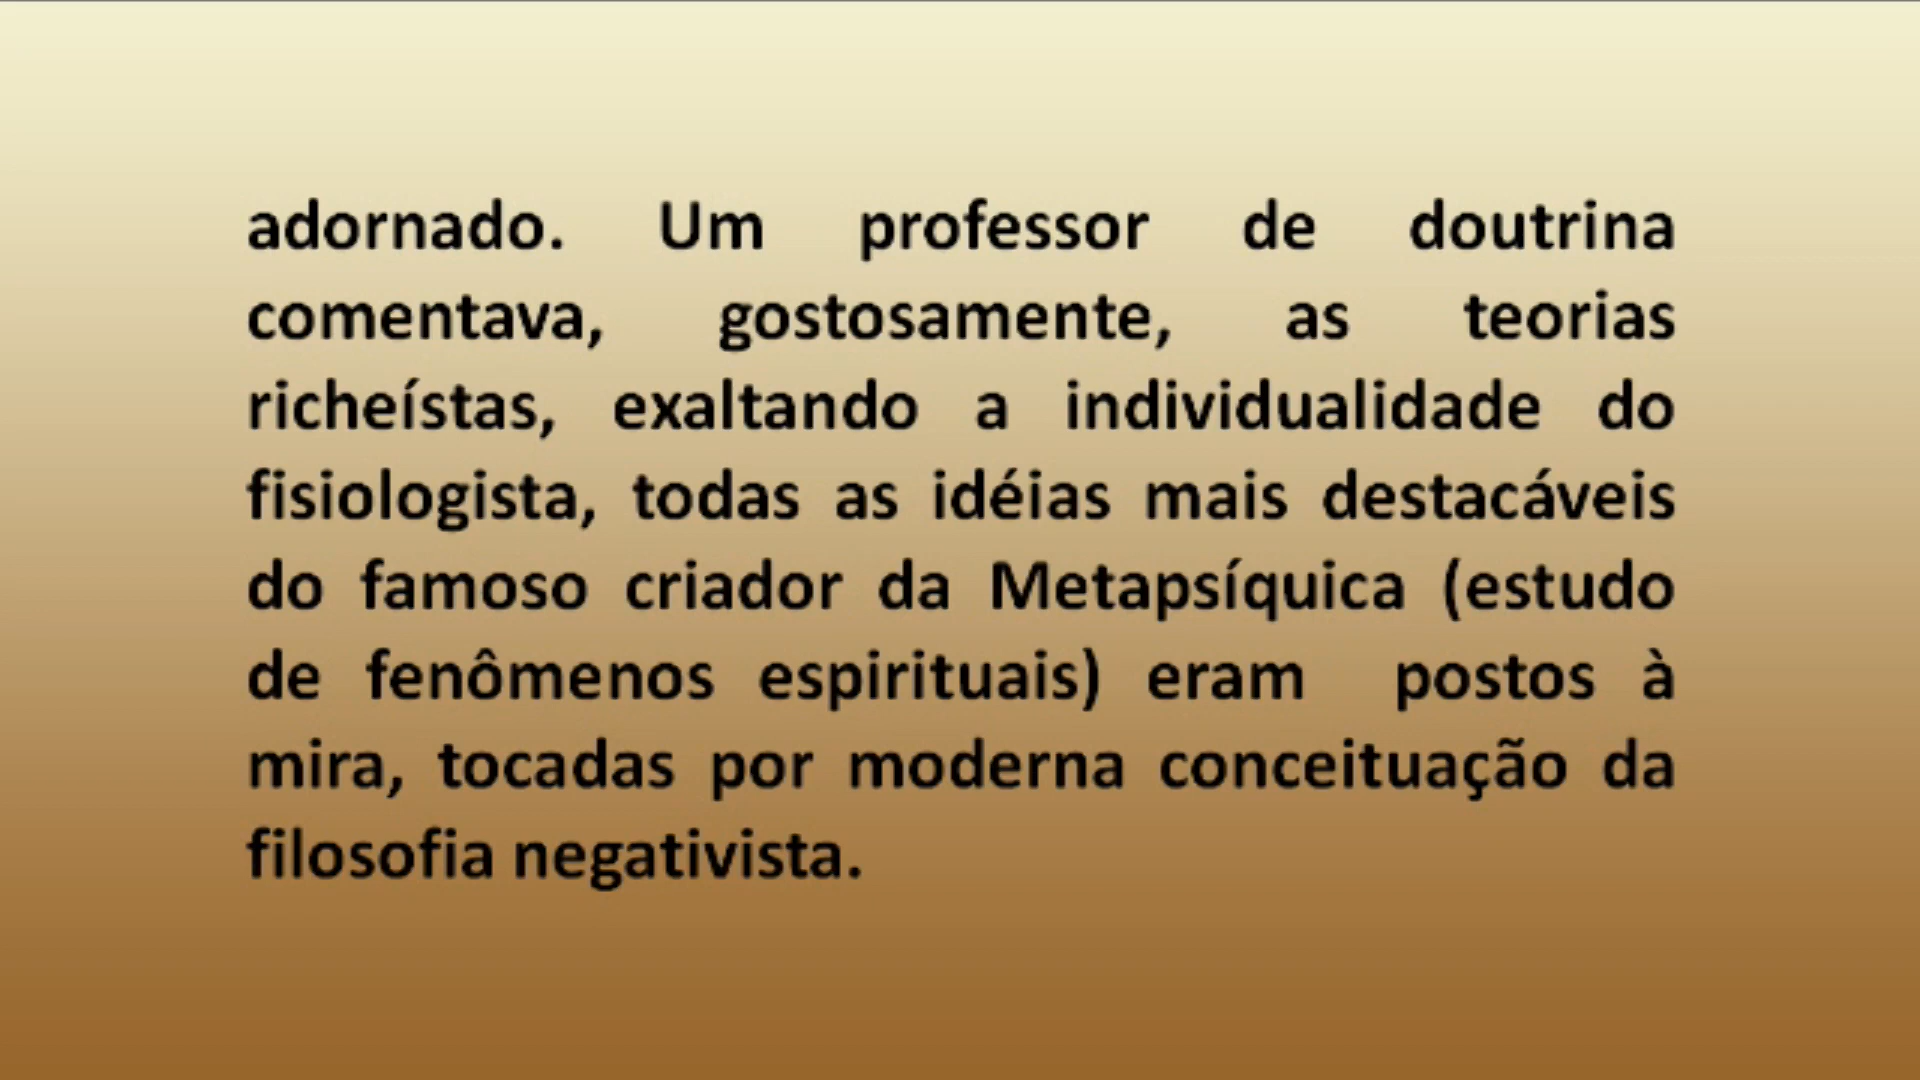 adornado. Um professor de doutrina
comentava, gostosamente, as teorias
richeístas, exaltando a individualidade do
fisiologista, todas as idéias mais destacáveis
do famoso criador da Metapsíquica (estudo
de fenômenos espirituais) eram postos à
mira, tocadas por moderna conceituação da
filosofia negativista.